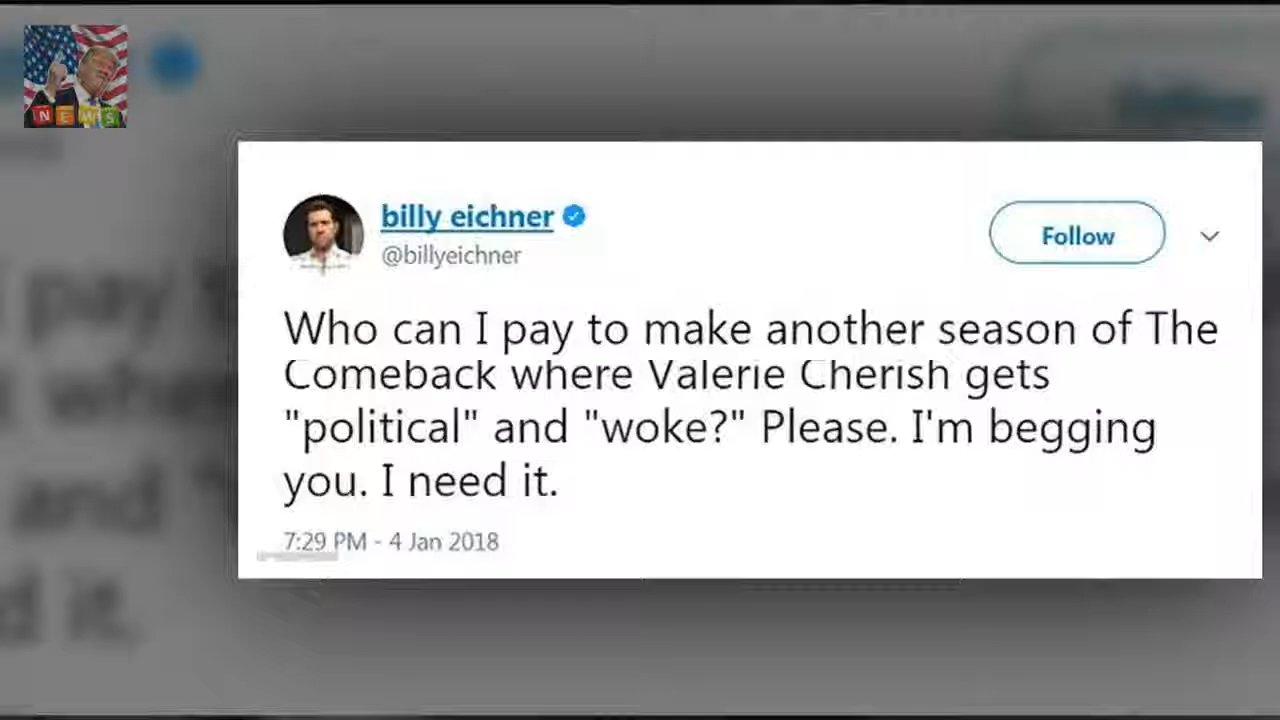 NEWS
billy eichner
@billyeichner
Follow
Who can I pay to make another season of The
Comeback where Valerie Cherish gets
"political" and "woke?" Please. I'm begging
you. I need it.
7:29 PM - 4 Jan 2018